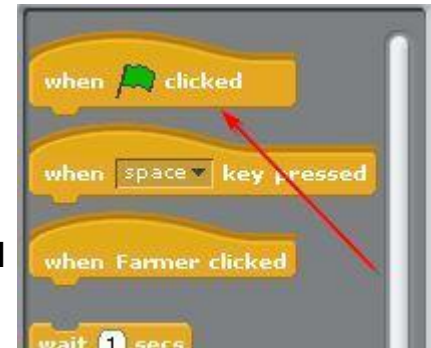 when clicked
when space key pressed
when Farmer clicked
wait 1 secs